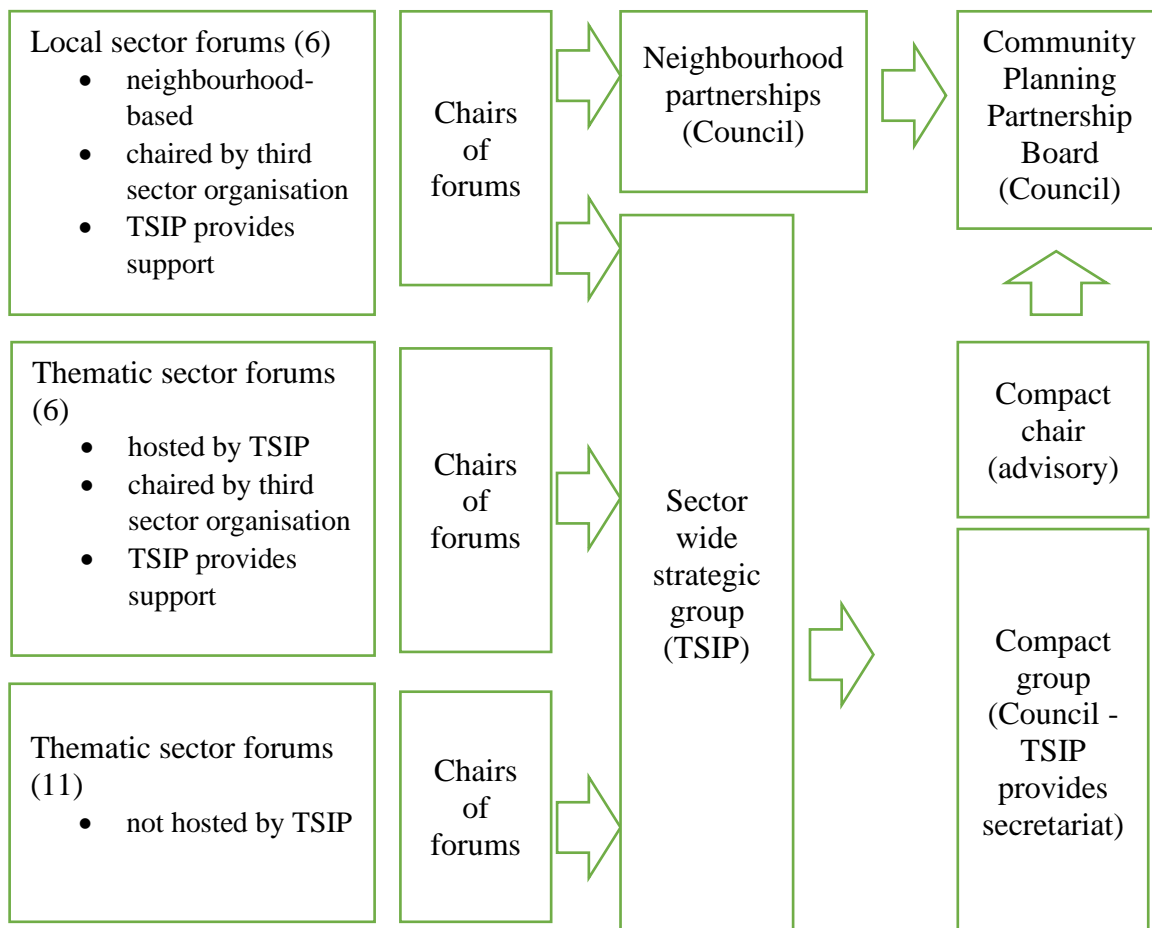 Local sector forums (6)
• neighbourhood-
based
• chaired by third
sector organisation
• TSIP provides
support
Chairs
of
forums
Neighbourhood
partnerships
(Council)
Community
Planning
Partnership
Board
(Council)
Thematic sector forums
(6)
• hosted by TSIP
• chaired by third
sector organisation
• TSIP provides
support
Chairs
of
forums
Sector
wide
strategic
group
(TSIP)
Compact
chair
(advisory)
Thematic sector forums
(11)
• not hosted by TSIP
Chairs
of
forums
Compact
group
(Council -
TSIP
provides
secretariat)